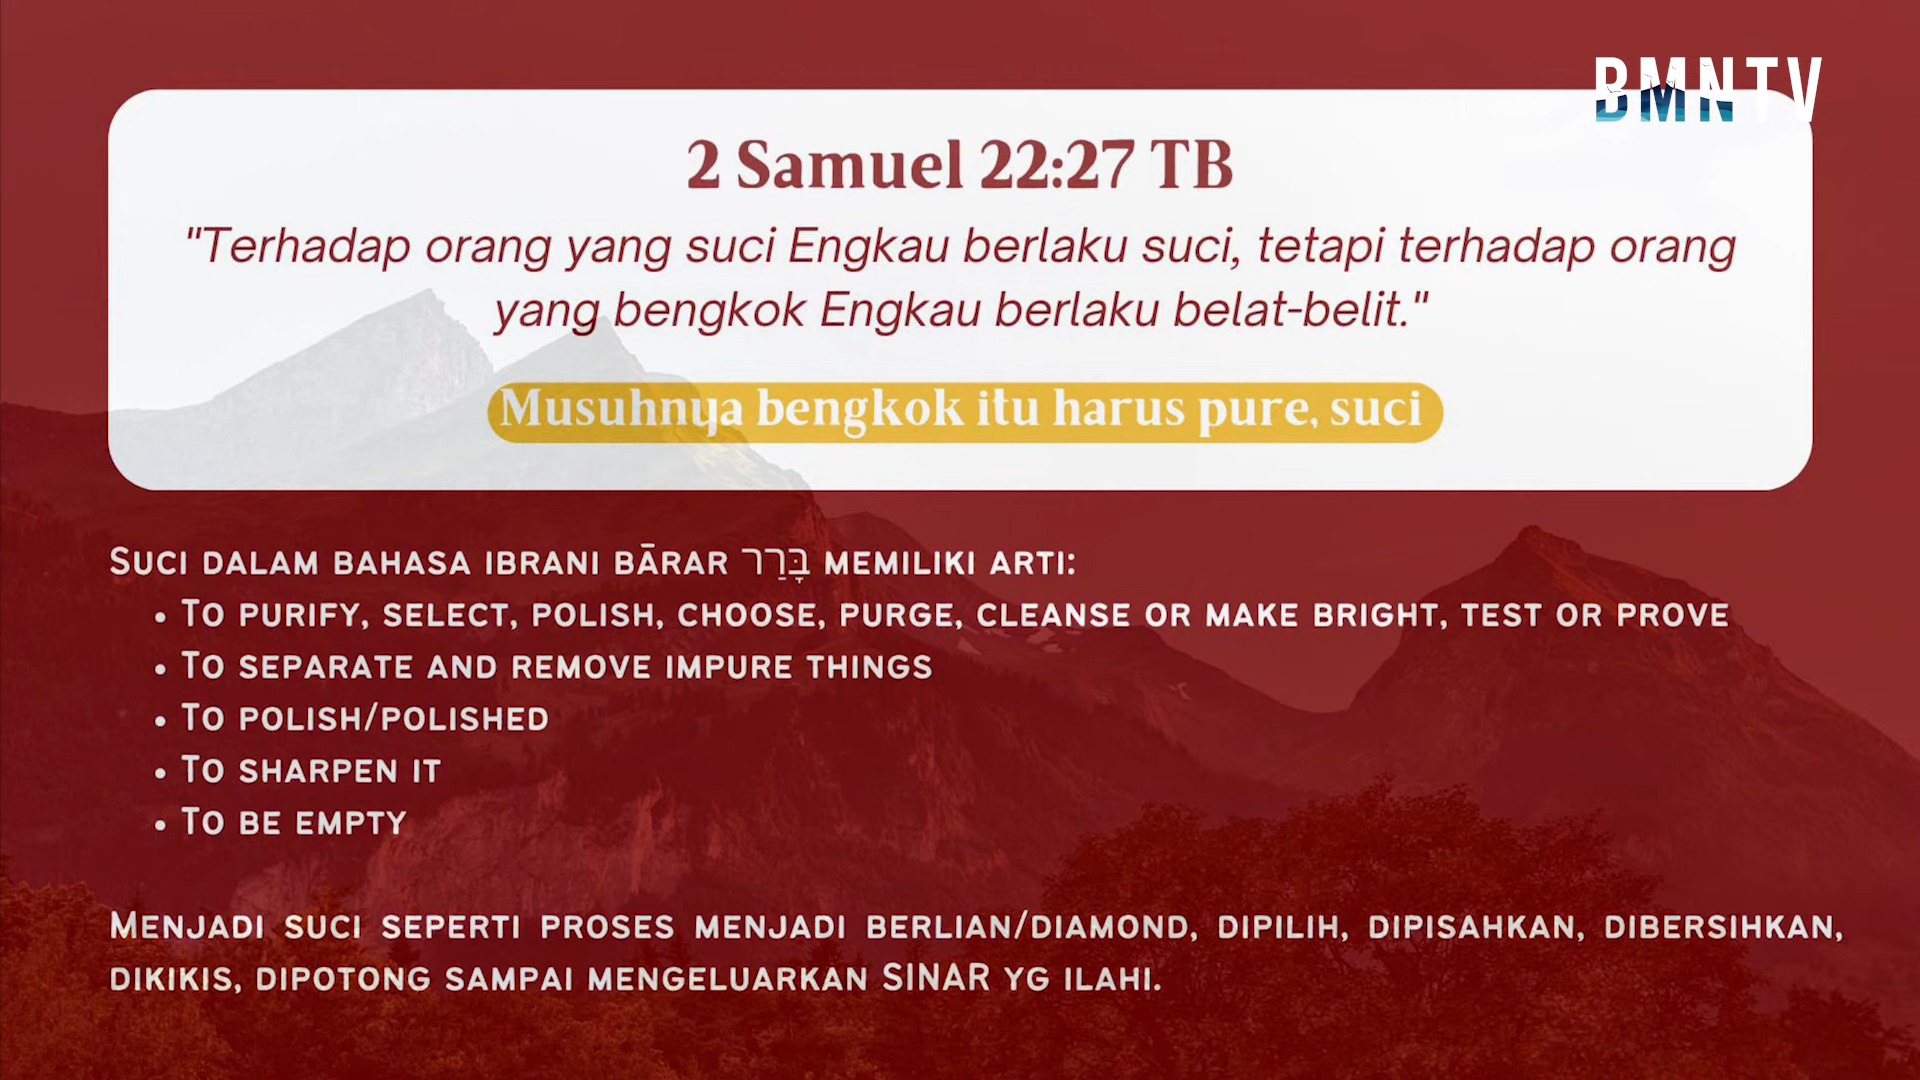 BMNTV
2 Samuel 22:27 TB
"Terhadap orang yang suci Engkau berlaku suci, tetapi terhadap orang
yang bengkok Engkau berlaku belat-belit."
Musuhnya bengkok itu harus pure, suci
Suci dalam bahasa ibrani bārar בָּרַר memiliki arti:
• To purify, select, polish, choose, purge, cleanse or make bright, test or prove
• To separate and remove impure things
• To polish/polished
• To sharpen it
• To be empty
Menjadi suci seperti proses menjadi berlian/diamond, dipilih, dipisahkan, dibersihkan,
dikikis, dipotong sampai mengeluarkan SINAR yg ilahi.